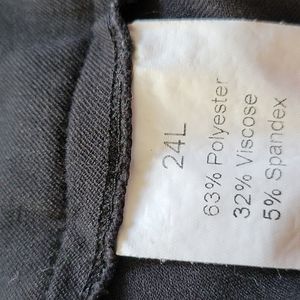 24L
63% Polyester
32% Viscose
5% Spandex